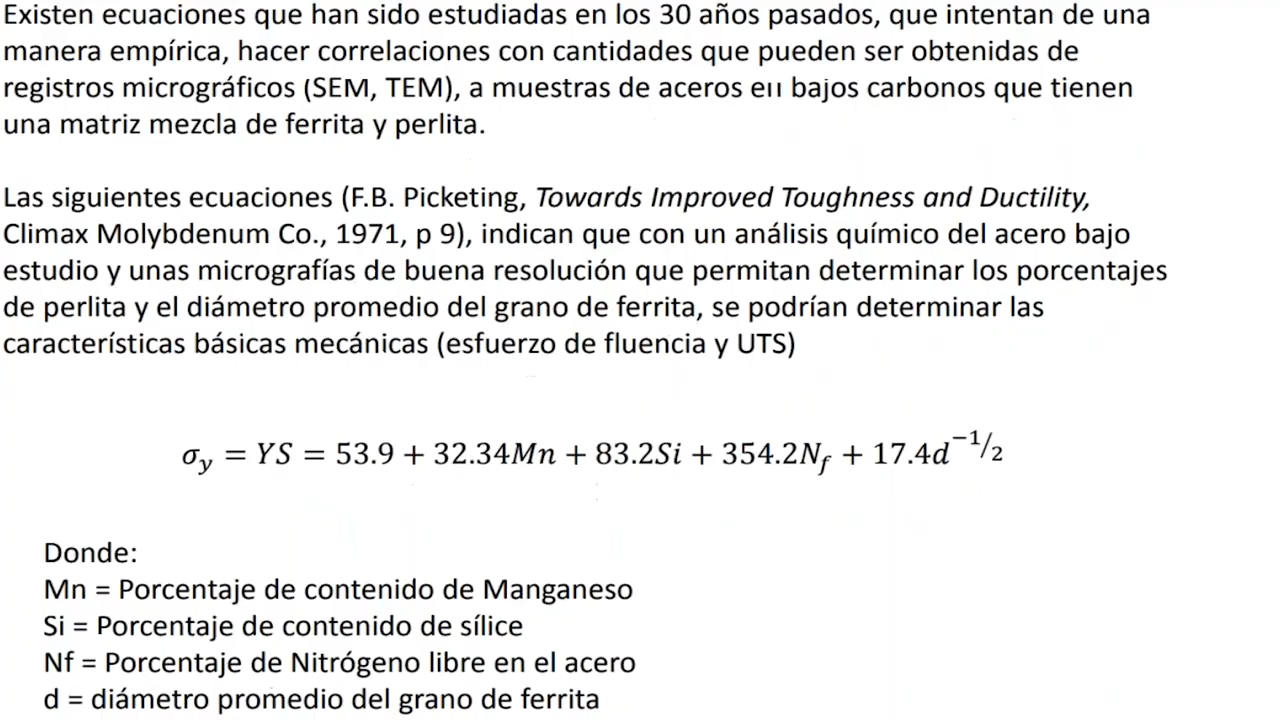 Existen ecuaciones que han sido estudiadas en los 30 años pasados, que intentan de una
manera empírica, hacer correlaciones con cantidades que pueden ser obtenidas de
registros micrográficos (SEM, TEM), a muestras de aceros en bajos carbonos que tienen
una matriz mezcla de ferrita y perlita.
Las siguientes ecuaciones (F.B. Picketing, Towards Improved Toughness and Ductility,
Climax Molybdenum Co., 1971, p 9), indican que con un análisis químico del acero bajo
estudio y unas micrografías de buena resolución que permitan determinar los porcentajes
de perlita y el diámetro promedio del grano de ferrita, se podrían determinar las
características básicas mecánicas (esfuerzo de fluencia y UTS)
σ_y = YS = 53.9 + 32.34Mn + 83.2Si + 354.2N_f + 17.4d^{-1/2}
Donde:
Mn = Porcentaje de contenido de Manganeso
Si = Porcentaje de contenido de sílice
Nf = Porcentaje de Nitrógeno libre en el acero
d = diámetro promedio del grano de ferrita